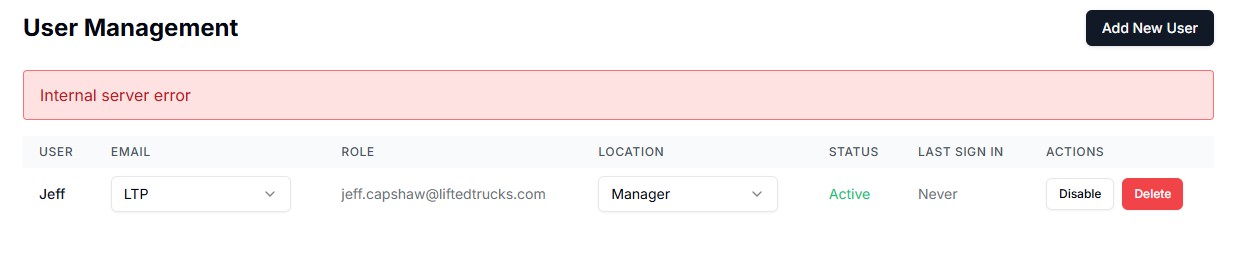 User Management
Add New User
Internal server error
USER EMAIL ROLE LOCATION STATUS LAST SIGN IN ACTIONS
Jeff LTP jeff.capshaw@liftedtrucks.com Manager Active Never Disable Delete